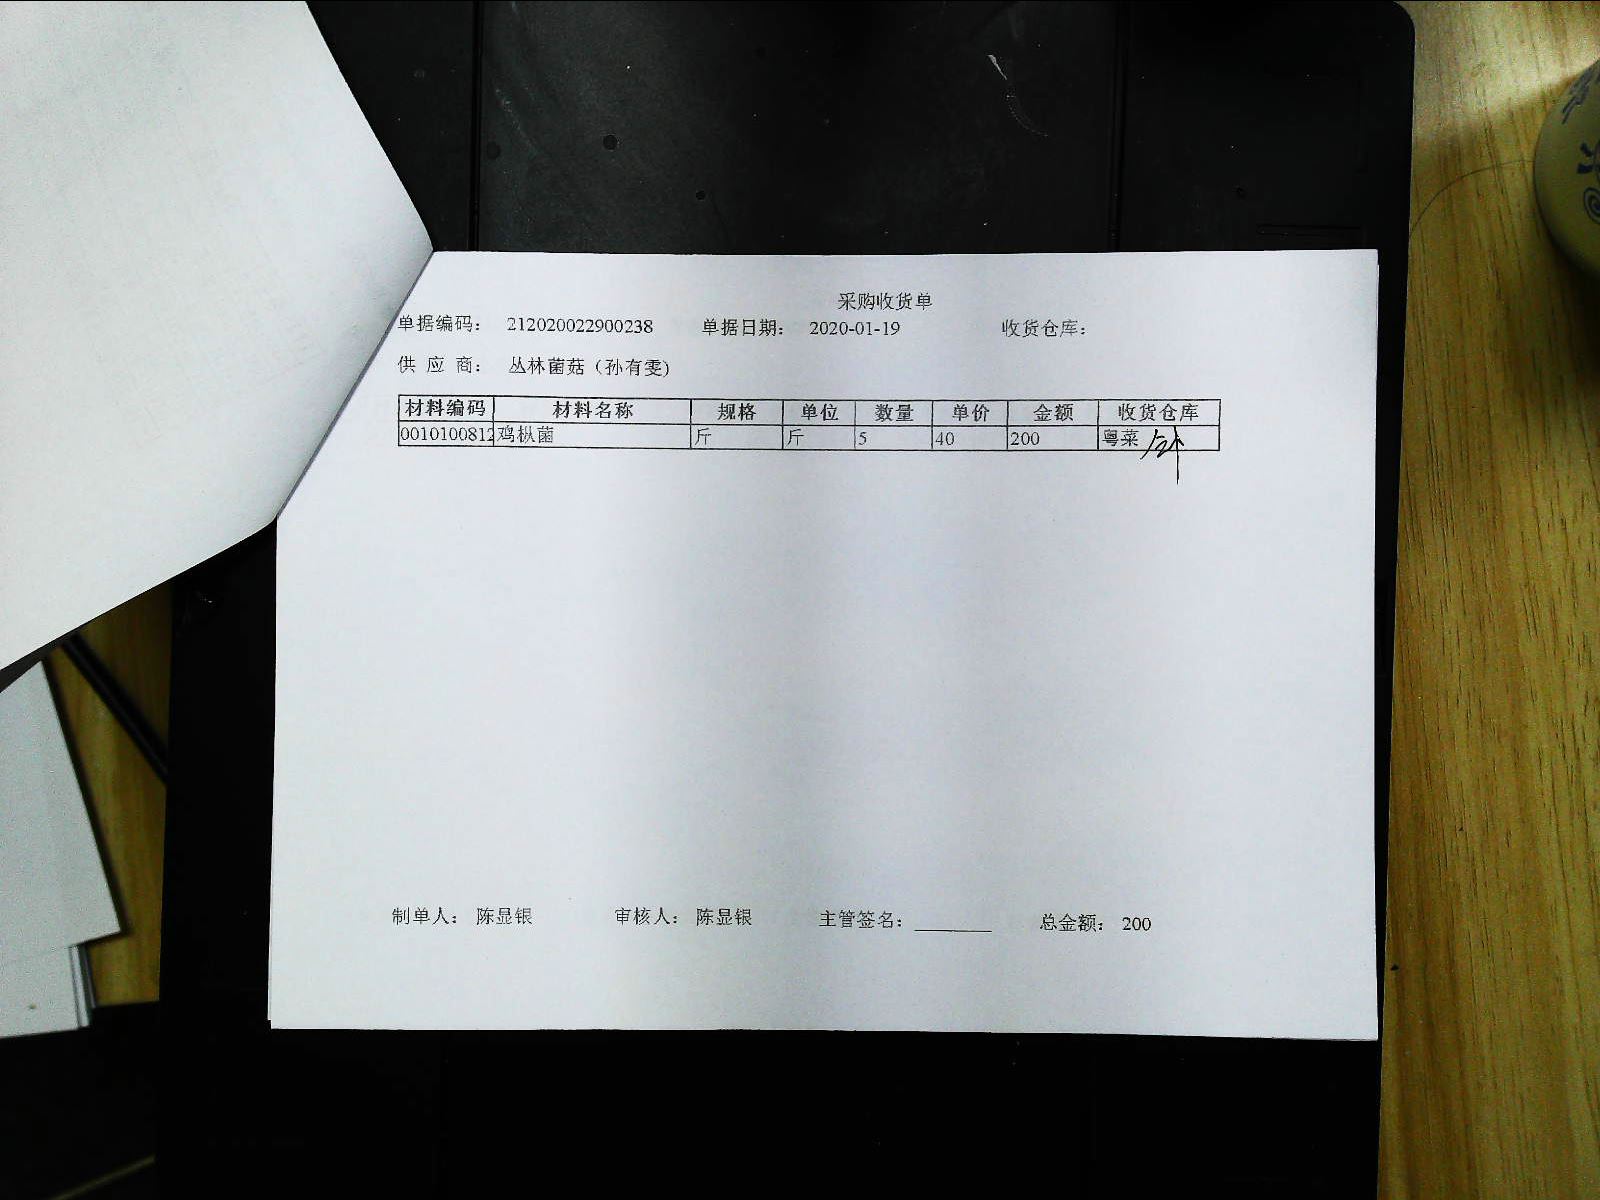 采购收货单
单据编码： 212020022900238 单据日期： 2020-01-19 收货仓库：
供 应 商： 丛林菌菇（孙有雯)
材料编码 材料名称 规格 单位 数量 单价 金额 收货仓库
0010100812 鸡枞菌 斤 斤 5 40 200 粤菜
制单人： 陈显银 审核人： 陈显银 主管签名： 总金额： 200